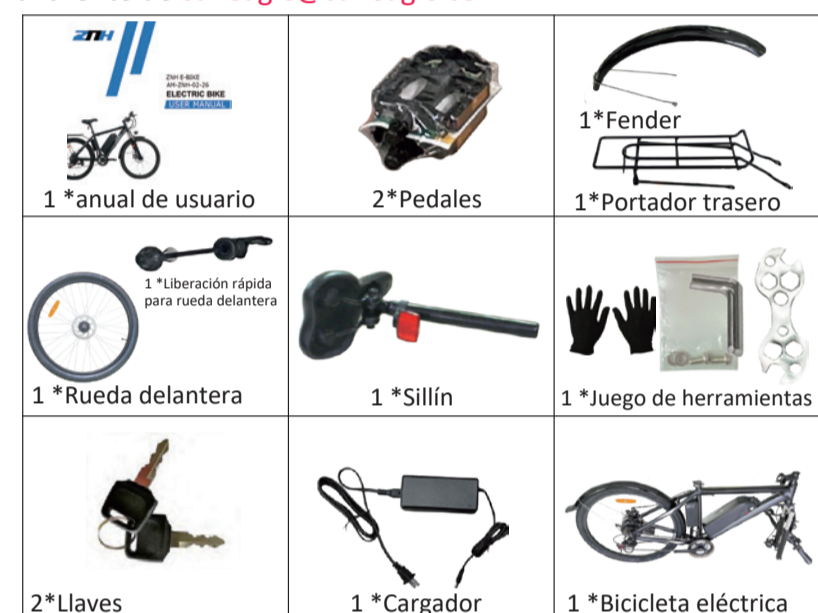 ZNH
ZNH E-BIKE
AM-ZNH-02-26
ELECTRIC BIKE
USER MANUAL
1 *anual de usuario
2*Pedales
1*Fender
1*Portador trasero
1 *Liberación rápida
para rueda delantera
1 *Rueda delantera
1 *Sillín
1 *Juego de herramientas
2*Llaves
1 *Cargador
1 *Bicicleta eléctrica